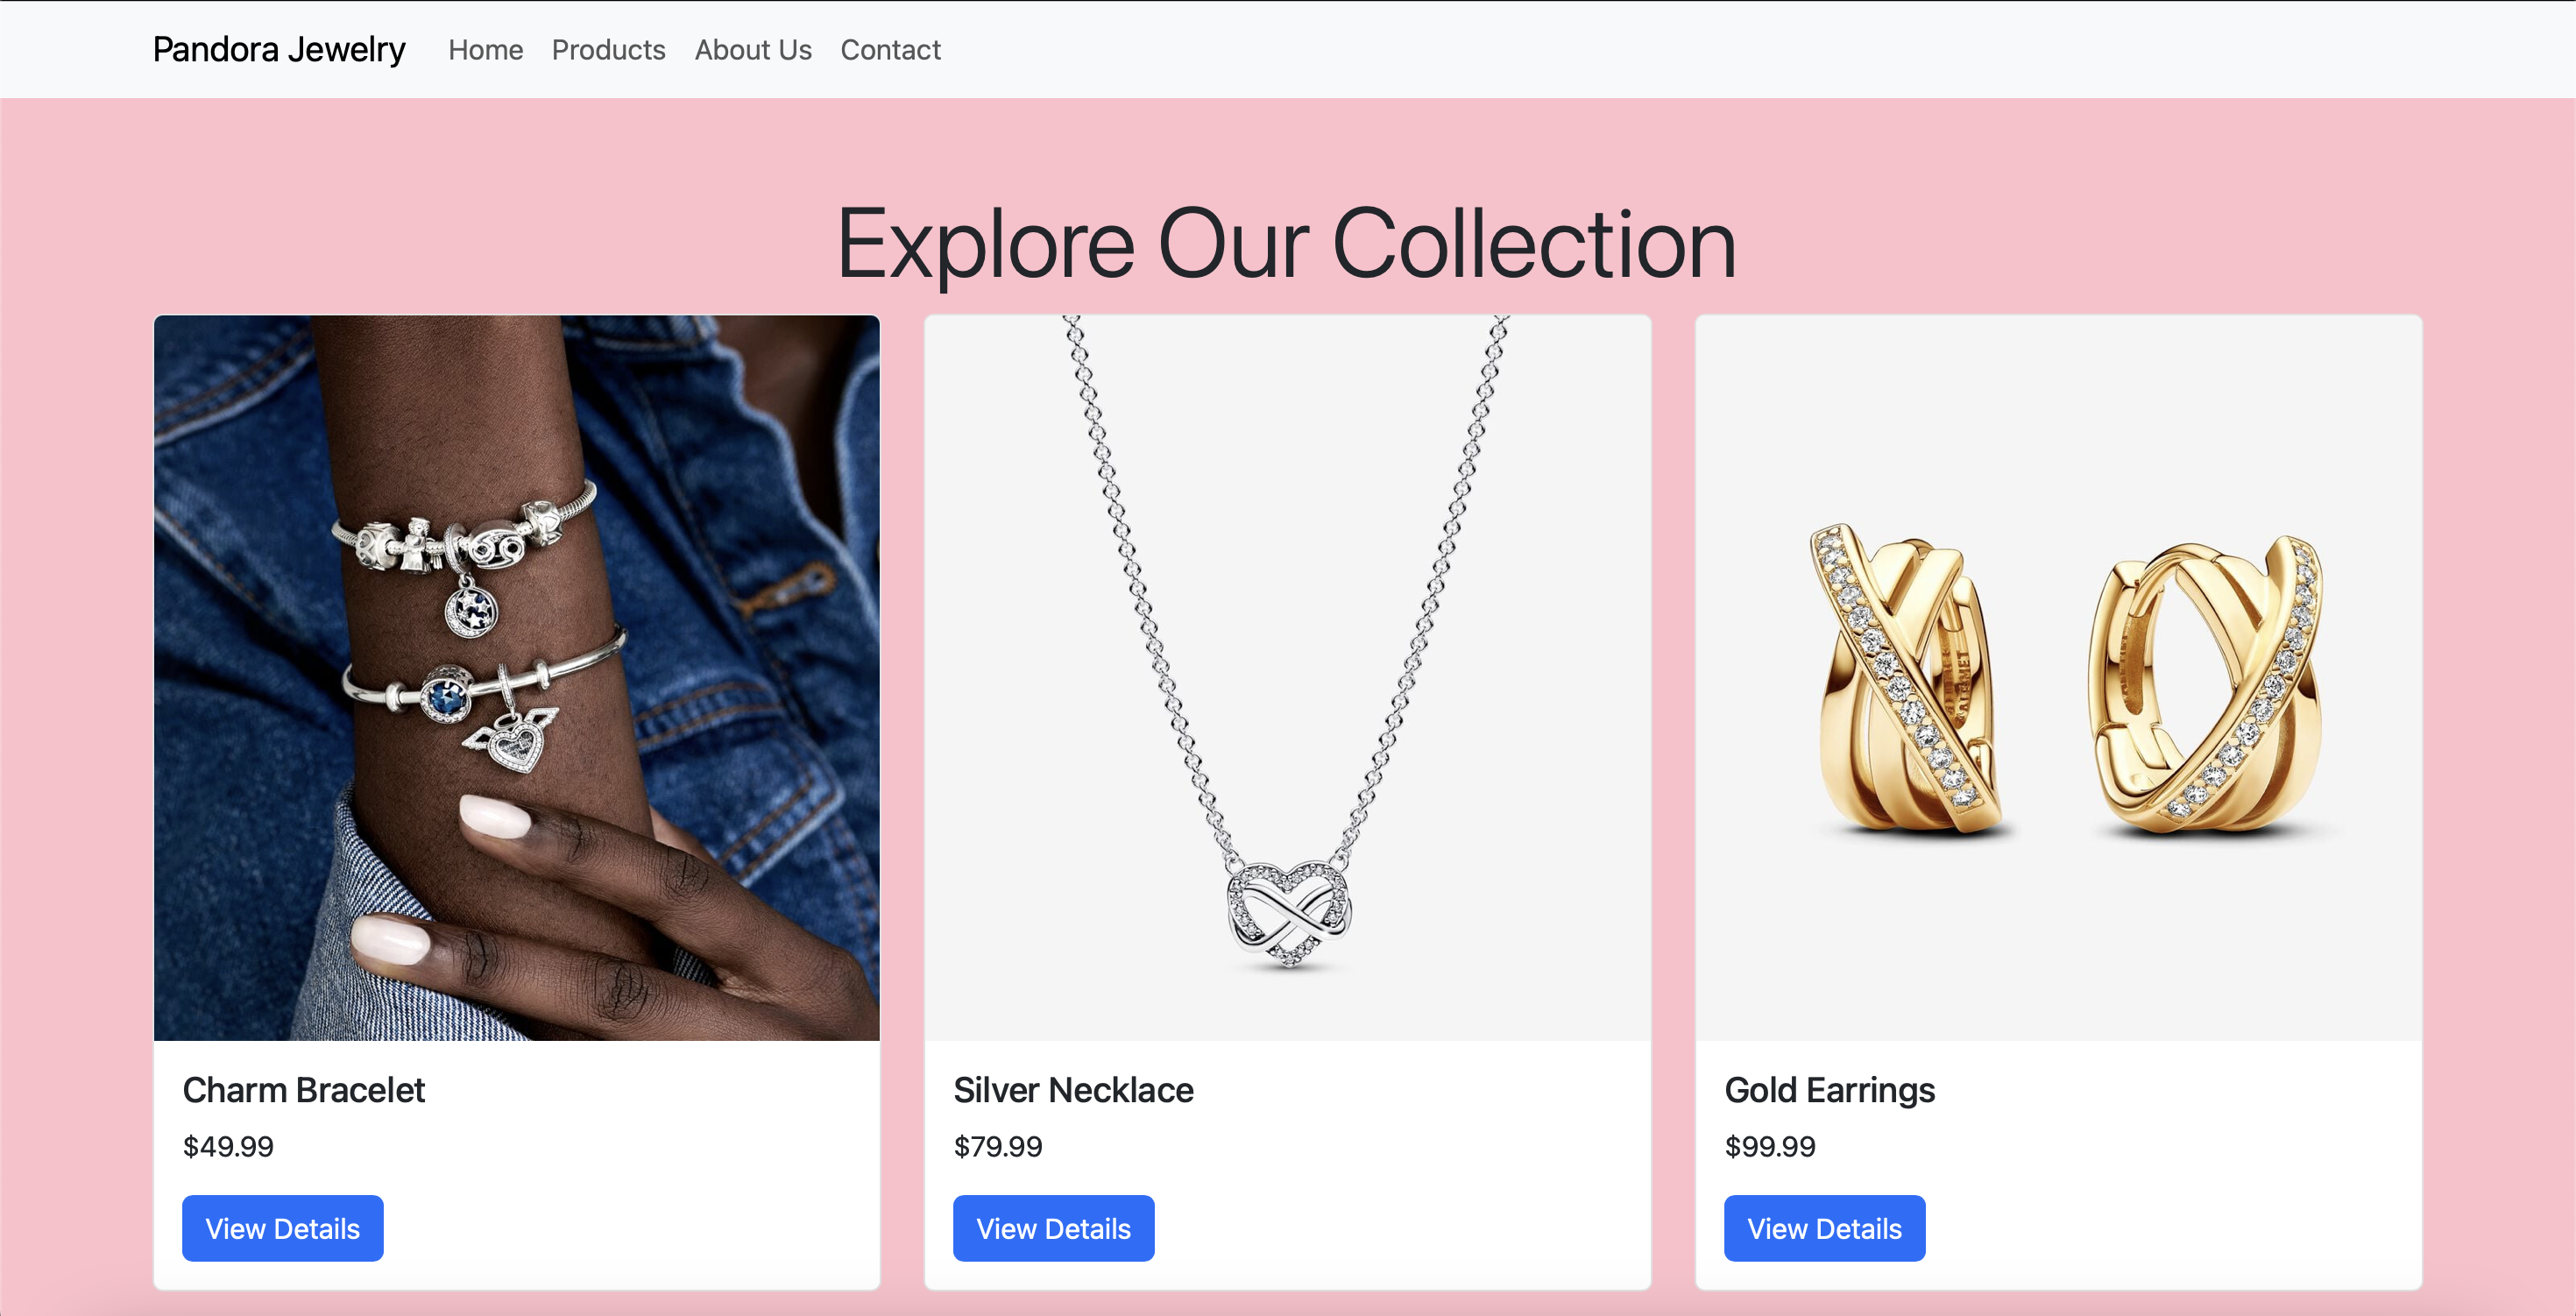 Pandora Jewelry Home Products About Us Contact
Explore Our Collection
Charm Bracelet
$49.99
View Details
Silver Necklace
$79.99
View Details
Gold Earrings
$99.99
View Details